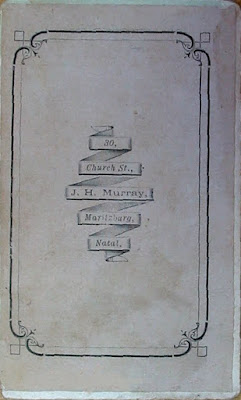 30,
Church St.,
J. H. Murray,
Maritzburg,
Natal,